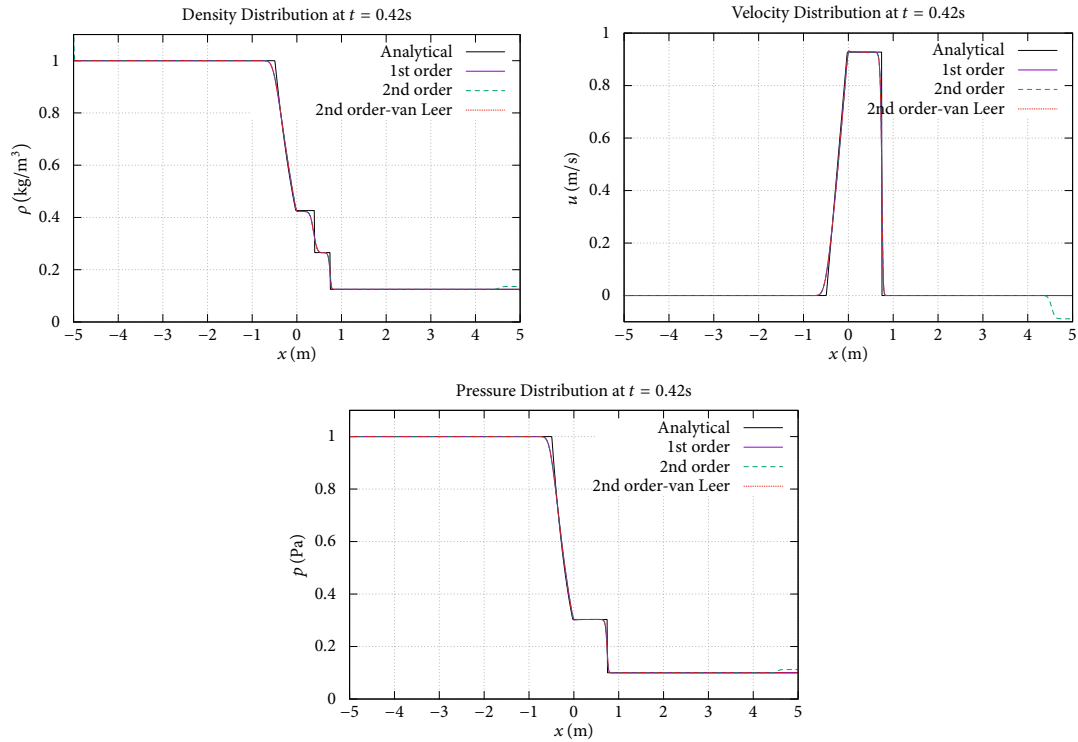 Density Distribution at t = 0.42s
Analytical
1st order
2nd order
2nd order-van Leer
ρ (kg/m³)
1
0.8
0.6
0.4
0.2
0
−5 −4 −3 −2 −1 0 1 2 3 4 5
x (m)
Velocity Distribution at t = 0.42s
Analytical
1st order
2nd order
2nd order-van Leer
u (m/s)
1
0.8
0.6
0.4
0.2
0
−5 −4 −3 −2 −1 0 1 2 3 4 5
x (m)
Pressure Distribution at t = 0.42s
Analytical
1st order
2nd order
2nd order-van Leer
p (Pa)
1
0.8
0.6
0.4
0.2
0
−5 −4 −3 −2 −1 0 1 2 3 4 5
x (m)